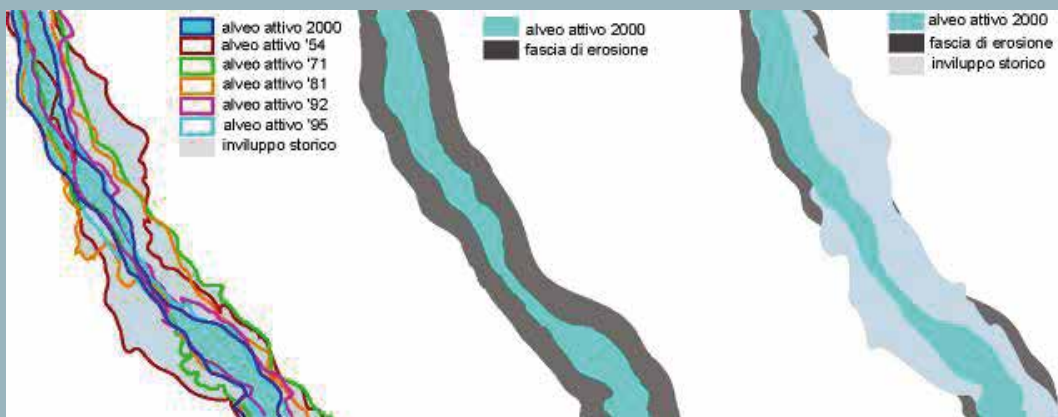 alveo attivo 2000
alveo attivo '54
alveo attivo '71
alveo attivo '81
alveo attivo '92
alveo attivo '95
inviluppo storico
alveo attivo 2000
fascia di erosione
alveo attivo 2000
fascia di erosione
inviluppo storico